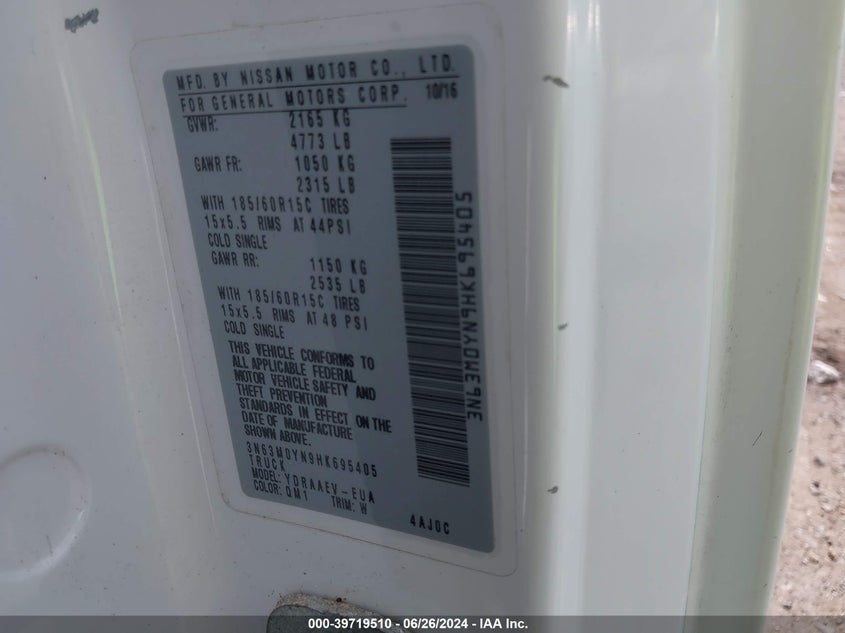 MFD. BY NISSAN MOTOR CO., LTD.
FOR GENERAL MOTORS CORP. 10/16
GVWR: 2165 KG
4773 LB
GAWR FR: 1050 KG
2315 LB
WITH 185/60R15C TIRES
15x5.5 RIMS AT 44PSI
COLD SINGLE
GAWR RR: 1150 KG
2535 LB
WITH 185/60R15C TIRES
15x5.5 RIMS AT 48 PSI
COLD SINGLE
THIS VEHICLE CONFORMS TO
ALL APPLICABLE FEDERAL
MOTOR VEHICLE SAFETY AND
THEFT PREVENTION
STANDARDS IN EFFECT ON THE
DATE OF MANUFACTURE
SHOWN ABOVE.
3N63M0YN9HK695405
TRUCK
MODEL: YDRAAEV-EUA
COLOR: QM1 TRIM: W
4AJ0C
3N63M0YN9HK695405
000-39719510 / 06/26/2024 - IAA Inc.